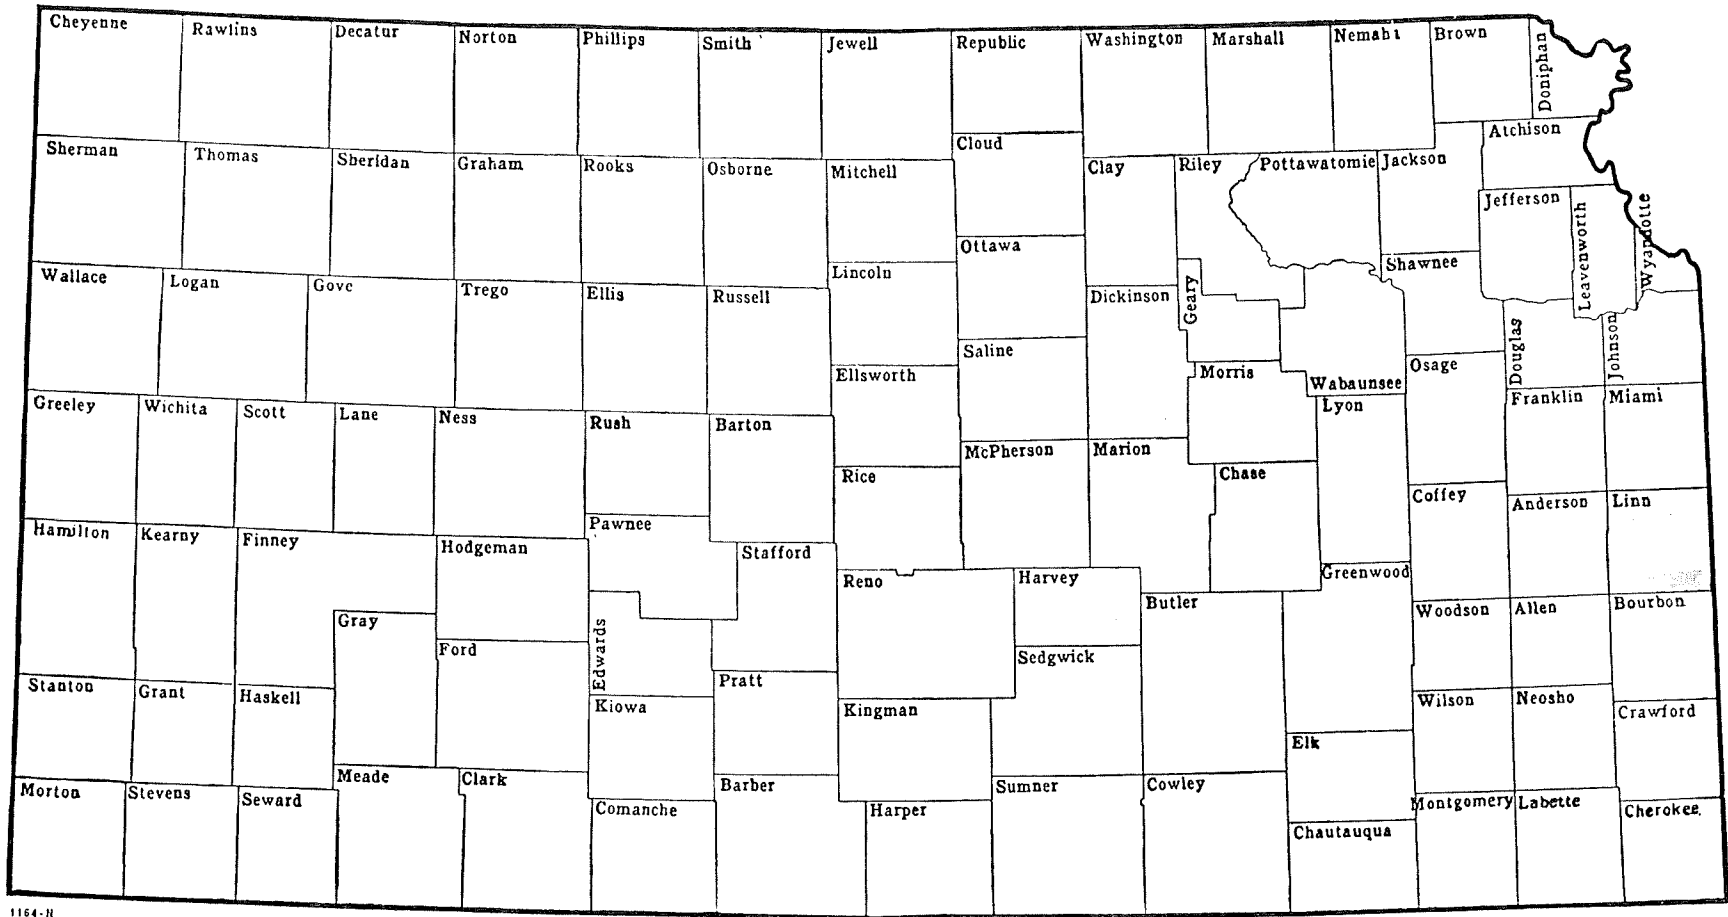 Cheyenne
Rawlins
Decatur
Norton
Phillips
Smith
Jewell
Republic
Washington
Marshall
Nemaha
Brown
Doniphan
Sherman
Thomas
Sheridan
Graham
Rooks
Osborne
Mitchell
Cloud
Clay
Riley
Pottawatomie
Jackson
Atchison
Jefferson
Leavenworth
Wyandotte
Wallace
Logan
Gove
Trego
Ellis
Russell
Lincoln
Ottawa
Dickinson
Geary
Shawnee
Douglas
Johnson
Saline
Ellsworth
Morris
Wabaunsee
Osage
Greeley
Wichita
Scott
Lane
Ness
Rush
Barton
Rice
McPherson
Marion
Chase
Lyon
Franklin
Miami
Coffey
Anderson
Linn
Hamilton
Kearny
Finney
Hodgeman
Pawnee
Stafford
Reno
Harvey
Butler
Greenwood
Woodson
Allen
Bourbon
Gray
Ford
Edwards
Pratt
Sedgwick
Stanton
Grant
Haskell
Kiowa
Kingman
Elk
Wilson
Neosho
Crawford
Morton
Stevens
Seward
Meade
Clark
Comanche
Barber
Harper
Sumner
Cowley
Chautauqua
Montgomery
Labette
Cherokee.
1164-N